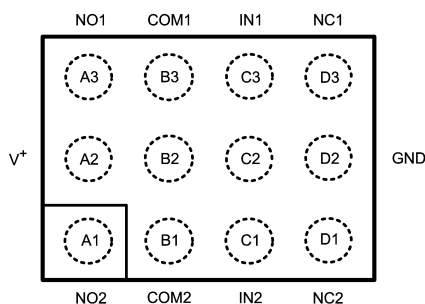 NO1 COM1 IN1 NC1
A3 B3 C3 D3
V+ A2 B2 C2 D2 GND
A1 B1 C1 D1
NO2 COM2 IN2 NC2